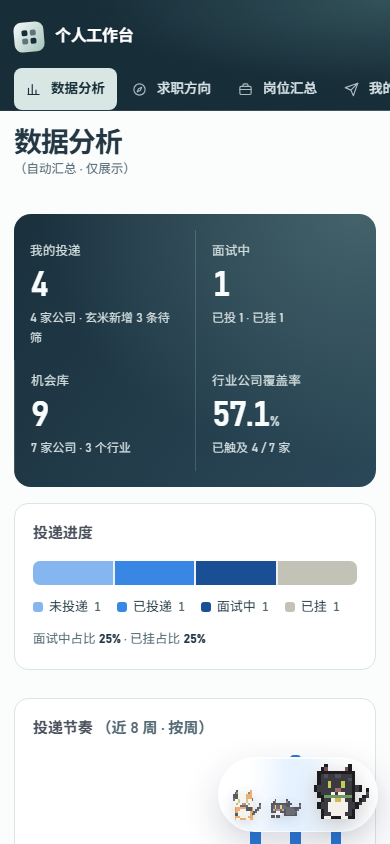 个人工作台
数据分析 求职方向 岗位汇总 我的
数据分析
（自动汇总 · 仅展示）
我的投递
4
4 家公司 · 玄米新增 3 条待
筛
面试中
1
已投 1 · 已挂 1
机会库
9
7 家公司 · 3 个行业
行业公司覆盖率
57.1%
已触及 4 / 7 家
投递进度
未投递 1 已投递 1 面试中 1 已挂 1
面试中占比 25% · 已挂占比 25%
投递节奏 （近 8 周 · 按周）